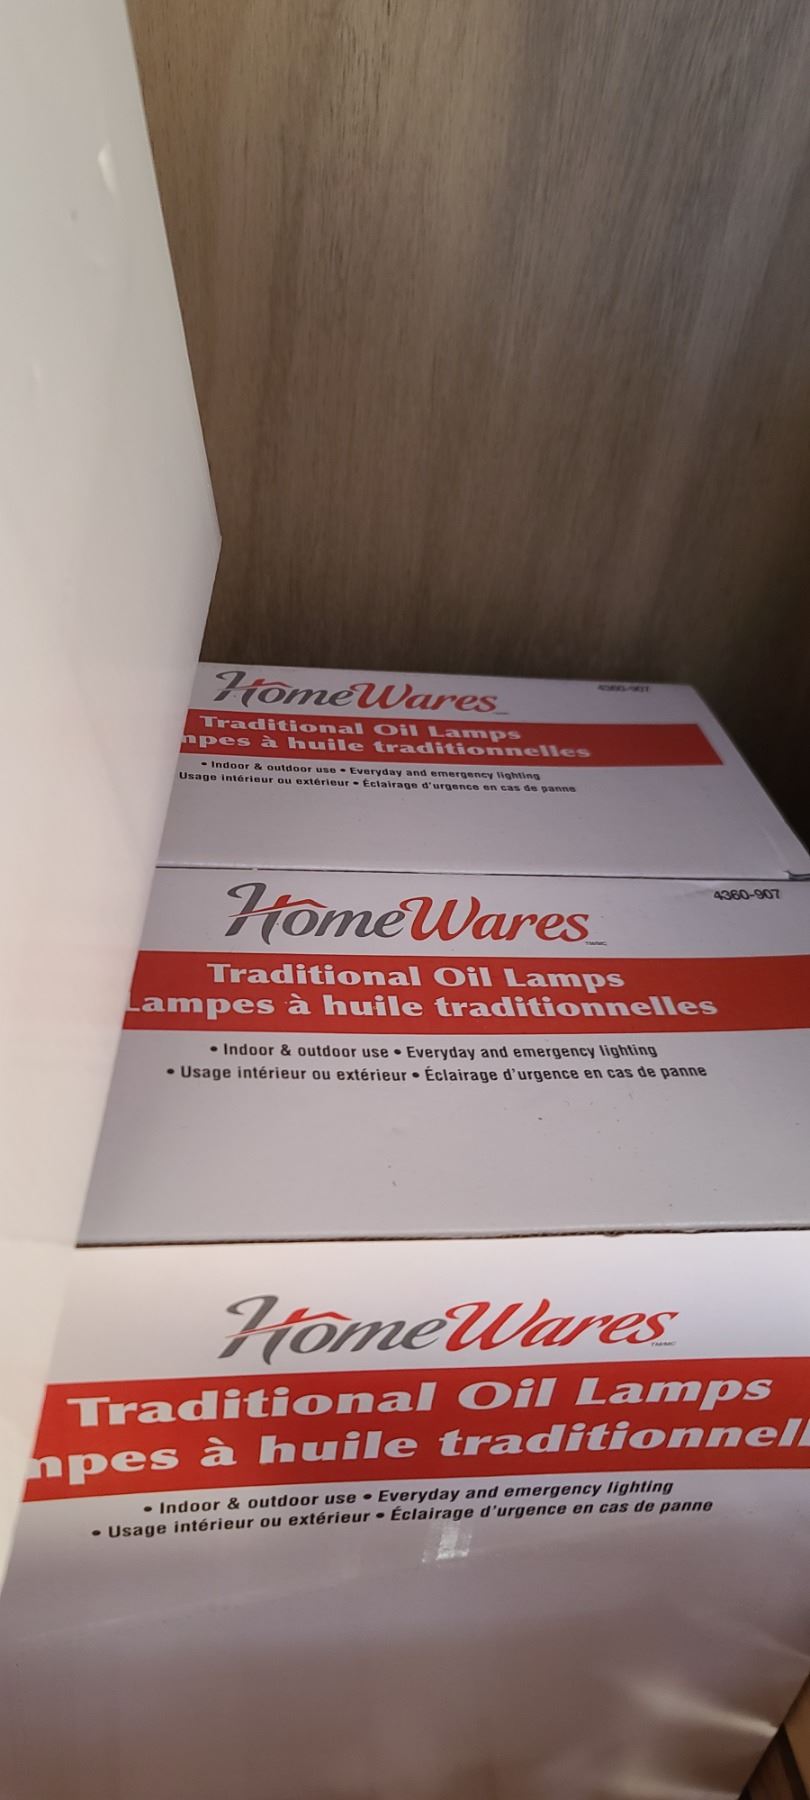 HomeWares
4360-907
Traditional Oil Lamps
mpes à huile traditionnelles
• Indoor & outdoor use • Everyday and emergency lighting
Usage intérieur ou extérieur • Éclairage d'urgence en cas de panne
HomeWares TM/MC
4360-907
Traditional Oil Lamps
Lampes à huile traditionnelles
• Indoor & outdoor use • Everyday and emergency lighting
• Usage intérieur ou extérieur • Éclairage d'urgence en cas de panne
HomeWares TM/MC
Traditional Oil Lamps
mpes à huile traditionnell
• Indoor & outdoor use • Everyday and emergency lighting
• Usage intérieur ou extérieur • Éclairage d'urgence en cas de panne